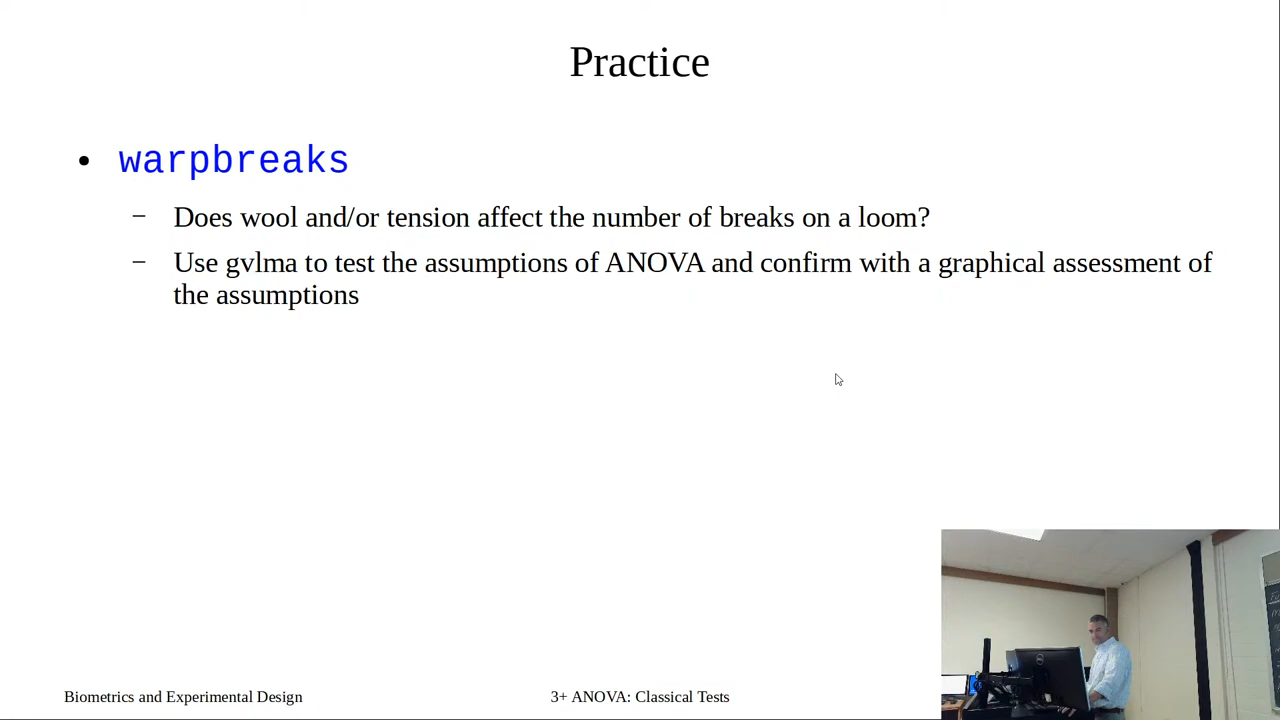 Practice
• warpbreaks
– Does wool and/or tension affect the number of breaks on a loom?
– Use gvlma to test the assumptions of ANOVA and confirm with a graphical assessment of
the assumptions
Biometrics and Experimental Design
3+ ANOVA: Classical Tests